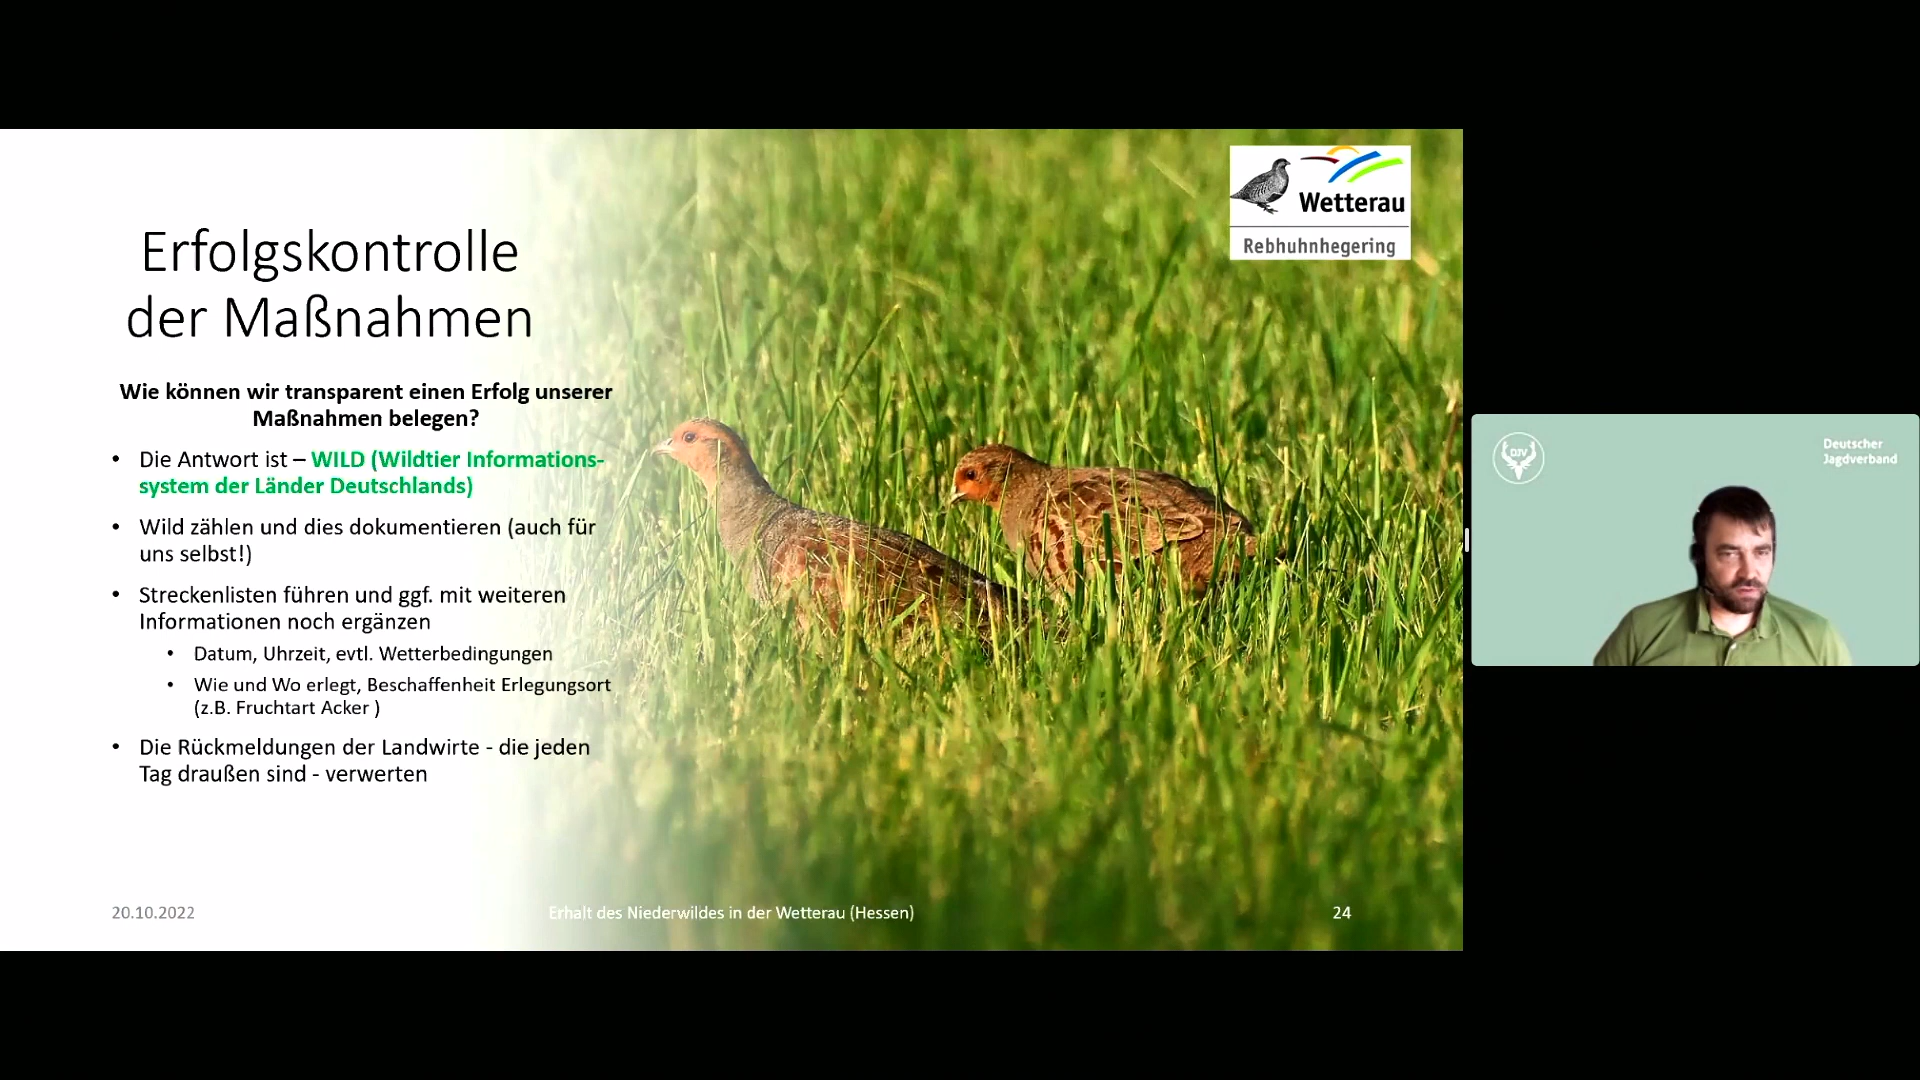 Wetterau
Rebhuhnhegering
Erfolgskontrolle
der Maßnahmen
Wie können wir transparent einen Erfolg unserer
Maßnahmen belegen?
• Die Antwort ist – WILD (Wildtier Informations-
system der Länder Deutschlands)
• Wild zählen und dies dokumentieren (auch für
uns selbst!)
• Streckenlisten führen und ggf. mit weiteren
Informationen noch ergänzen
• Datum, Uhrzeit, evtl. Wetterbedingungen
• Wie und Wo erlegt, Beschaffenheit Erlegungsort
(z.B. Fruchtart Acker )
• Die Rückmeldungen der Landwirte - die jeden
Tag draußen sind - verwerten
20.10.2022
Erhalt des Niederwildes in der Wetterau (Hessen)
24
DJV
Deutscher
Jagdverband